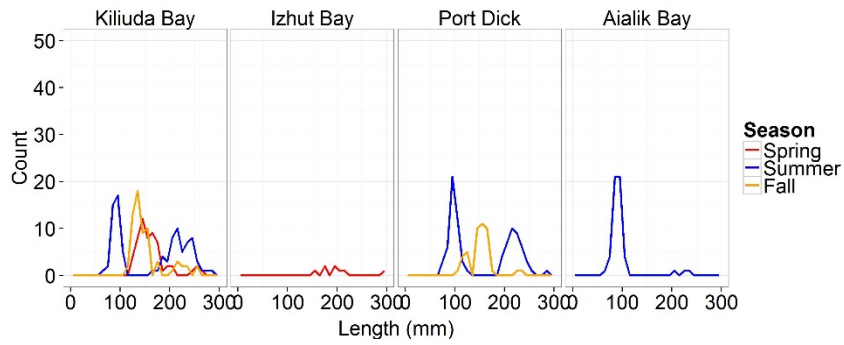 Kiliuda Bay Izhut Bay Port Dick Aialik Bay
50
40
30
20
10
0
Count
0 100 200 300 0 100 200 300 0 100 200 300 0 100 200 300
Length (mm)
Season
Spring
Summer
Fall